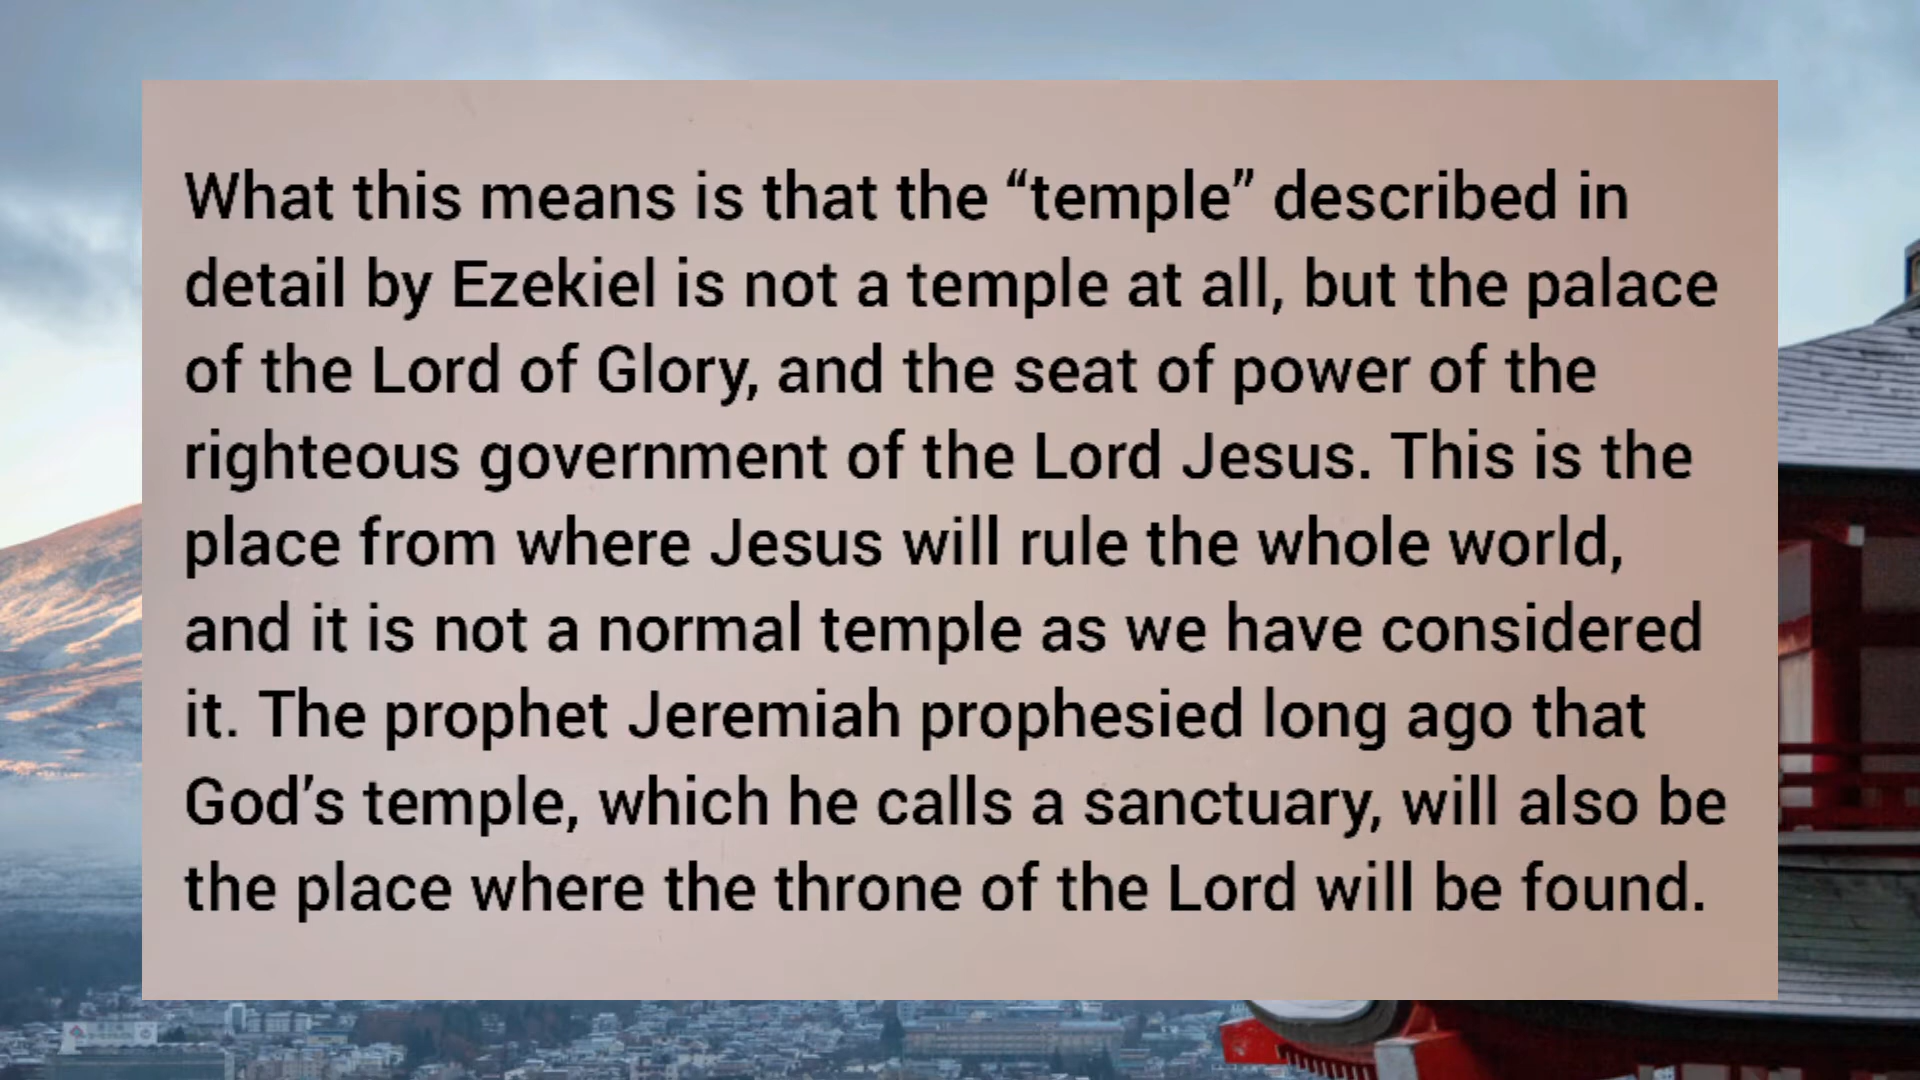 What this means is that the “temple” described in
detail by Ezekiel is not a temple at all, but the palace
of the Lord of Glory, and the seat of power of the
righteous government of the Lord Jesus. This is the
place from where Jesus will rule the whole world,
and it is not a normal temple as we have considered
it. The prophet Jeremiah prophesied long ago that
God’s temple, which he calls a sanctuary, will also be
the place where the throne of the Lord will be found.